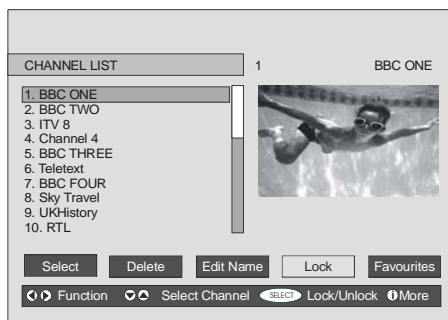 CHANNEL LIST 1 BBC ONE
1. BBC ONE
2. BBC TWO
3. ITV 8
4. Channel 4
5. BBC THREE
6. Teletext
7. BBC FOUR
8. Sky Travel
9. UKHistory
10. RTL
Select Delete Edit Name Lock Favourites
Function Select Channel SELECT Lock/Unlock i More